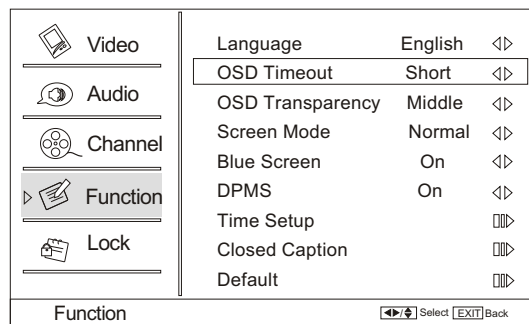 Video
Audio
Channel
Function
Lock
Language English
OSD Timeout Short
OSD Transparency Middle
Screen Mode Normal
Blue Screen On
DPMS On
Time Setup
Closed Caption
Default
Function Select EXIT Back